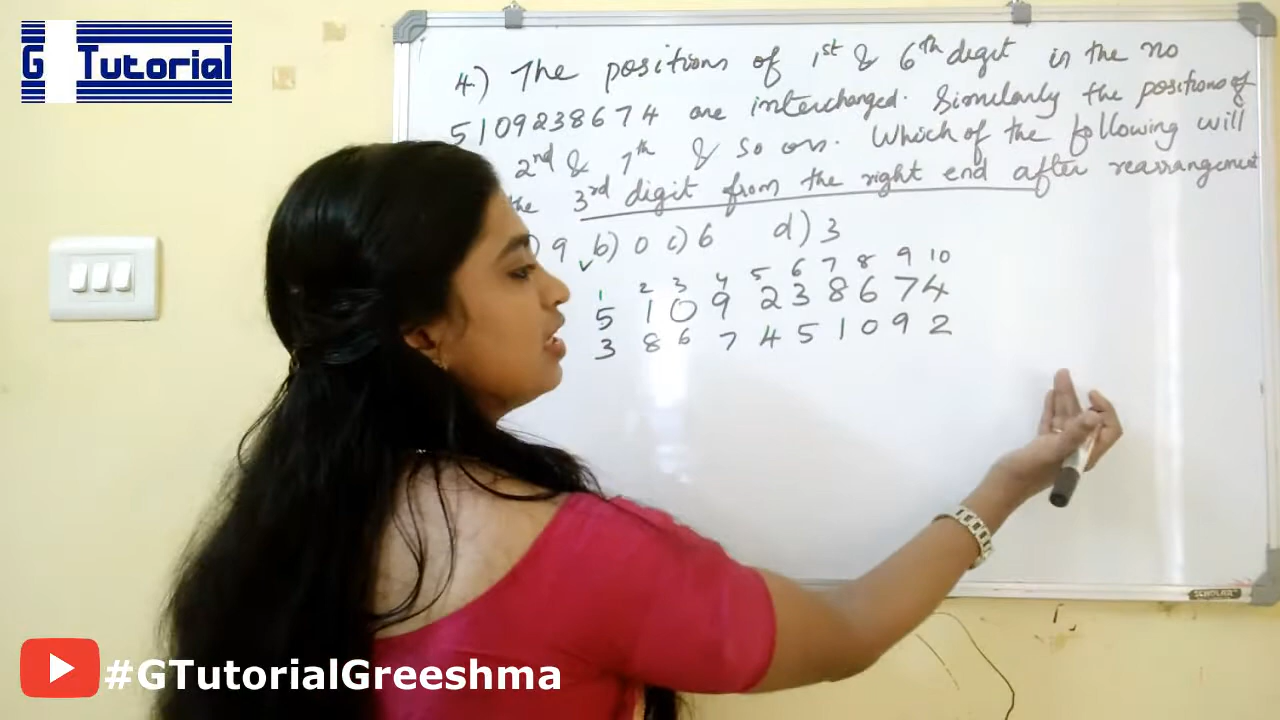 G Tutorial
4.) The positions of 1st & 6th digit in the no
5109238674 are interchanged. Similarly the positions of
2nd & 7th & so on. Which of the following will
the 3rd digit from the right end after rearrangement
9 b) 0 c) 6 d) 3
1 2 3 4 5 6 7 8 9 10
5 1 0 9 2 3 8 6 7 4
3 8 6 7 4 5 1 0 9 2
SCHOLAR
#GTutorialGreeshma